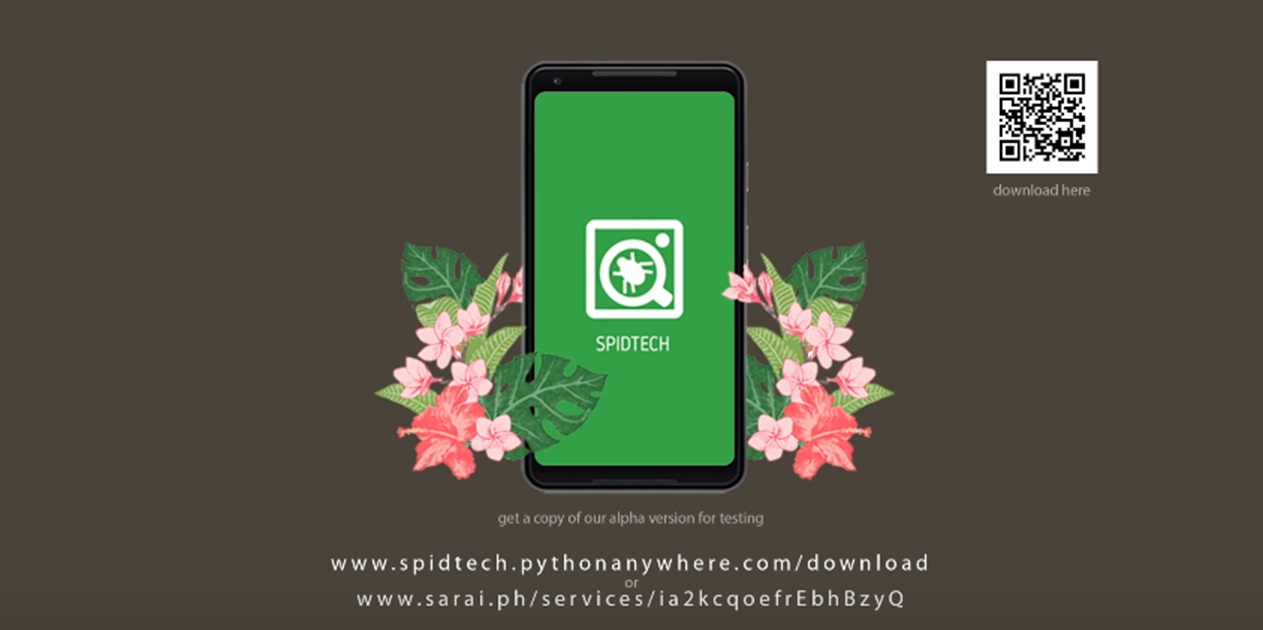 download here
SPIDTECH
get a copy of our alpha version for testing
www.spidtech.pythonanywhere.com/download
or
www.sarai.ph/services/ia2kcqoefrEbhBzyQ